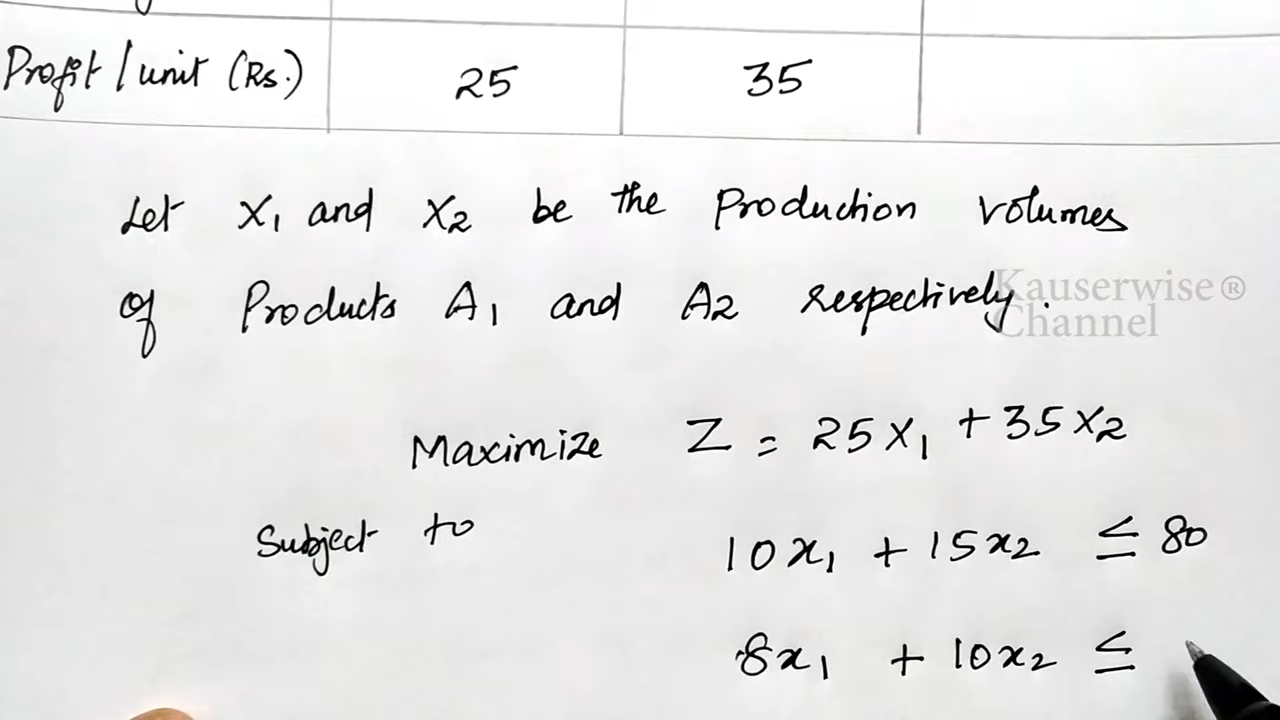 Profit / unit (Rs.) 25 35
Let X1 and X2 be the Production volumes
of Products A1 and A2 respectively.
Kauserwise®
Channel
Maximize Z = 25X1 + 35X2
Subject to 10x1 + 15x2 ≤ 80
8x1 + 10x2 ≤